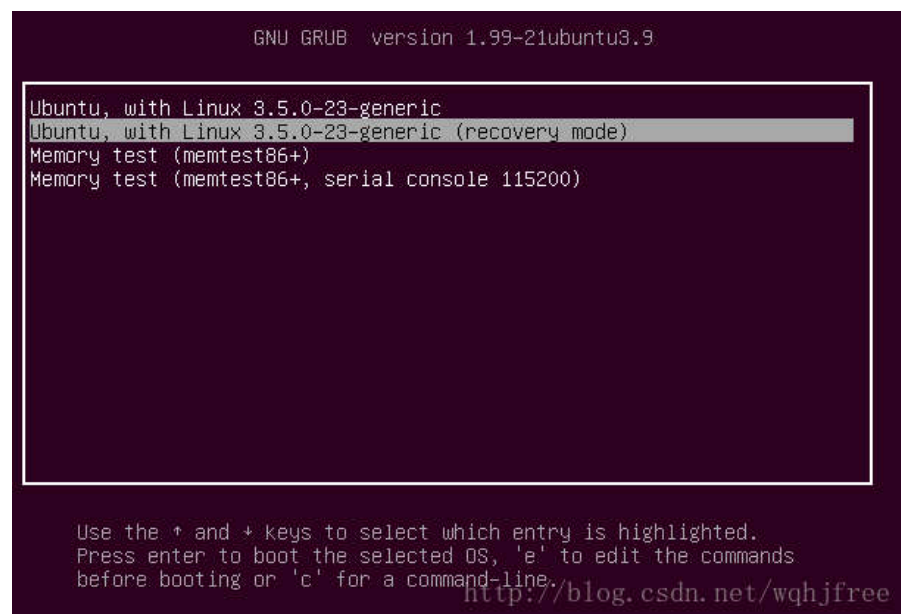 GNU GRUB  version 1.99-21ubuntu3.9
Ubuntu, with Linux 3.5.0-23-generic
Ubuntu, with Linux 3.5.0-23-generic (recovery mode)
Memory test (memtest86+)
Memory test (memtest86+, serial console 115200)
Use the ↑ and ↓ keys to select which entry is highlighted.
Press enter to boot the selected OS, 'e' to edit the commands
before booting or 'c' for a command-line.
http://blog.csdn.net/wqhjfree